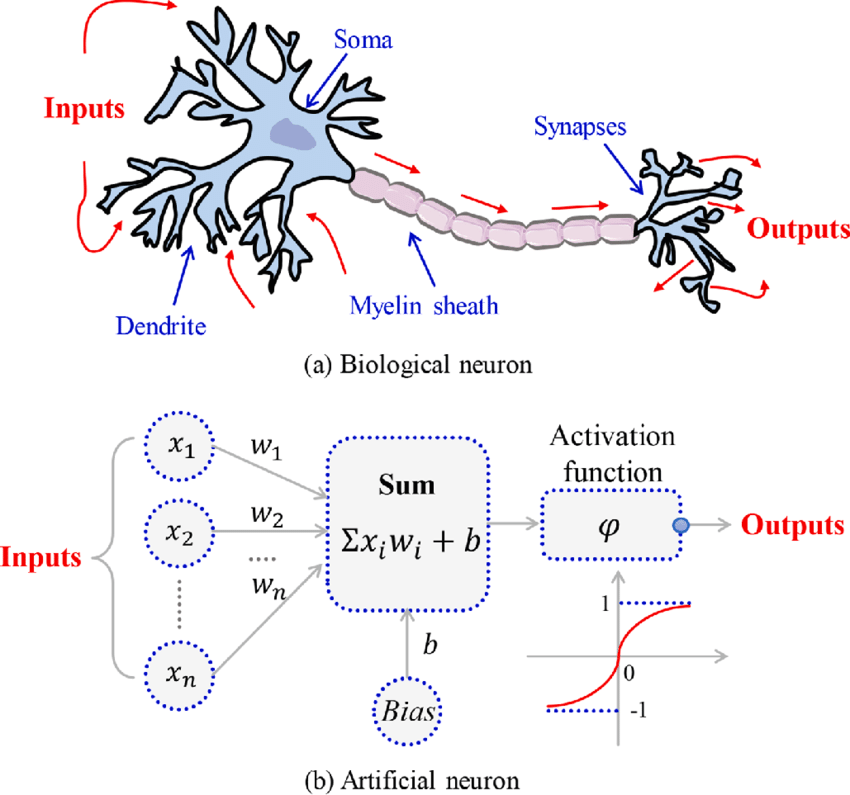 Soma
Inputs
Synapses
Outputs
Dendrite
Myelin sheath
(a) Biological neuron
x₁
w₁
Activation
function
Sum
x₂
w₂
Σxᵢwᵢ + b
φ
Outputs
Inputs
....
wₙ
1
xₙ
b
0
-1
Bias
(b) Artificial neuron